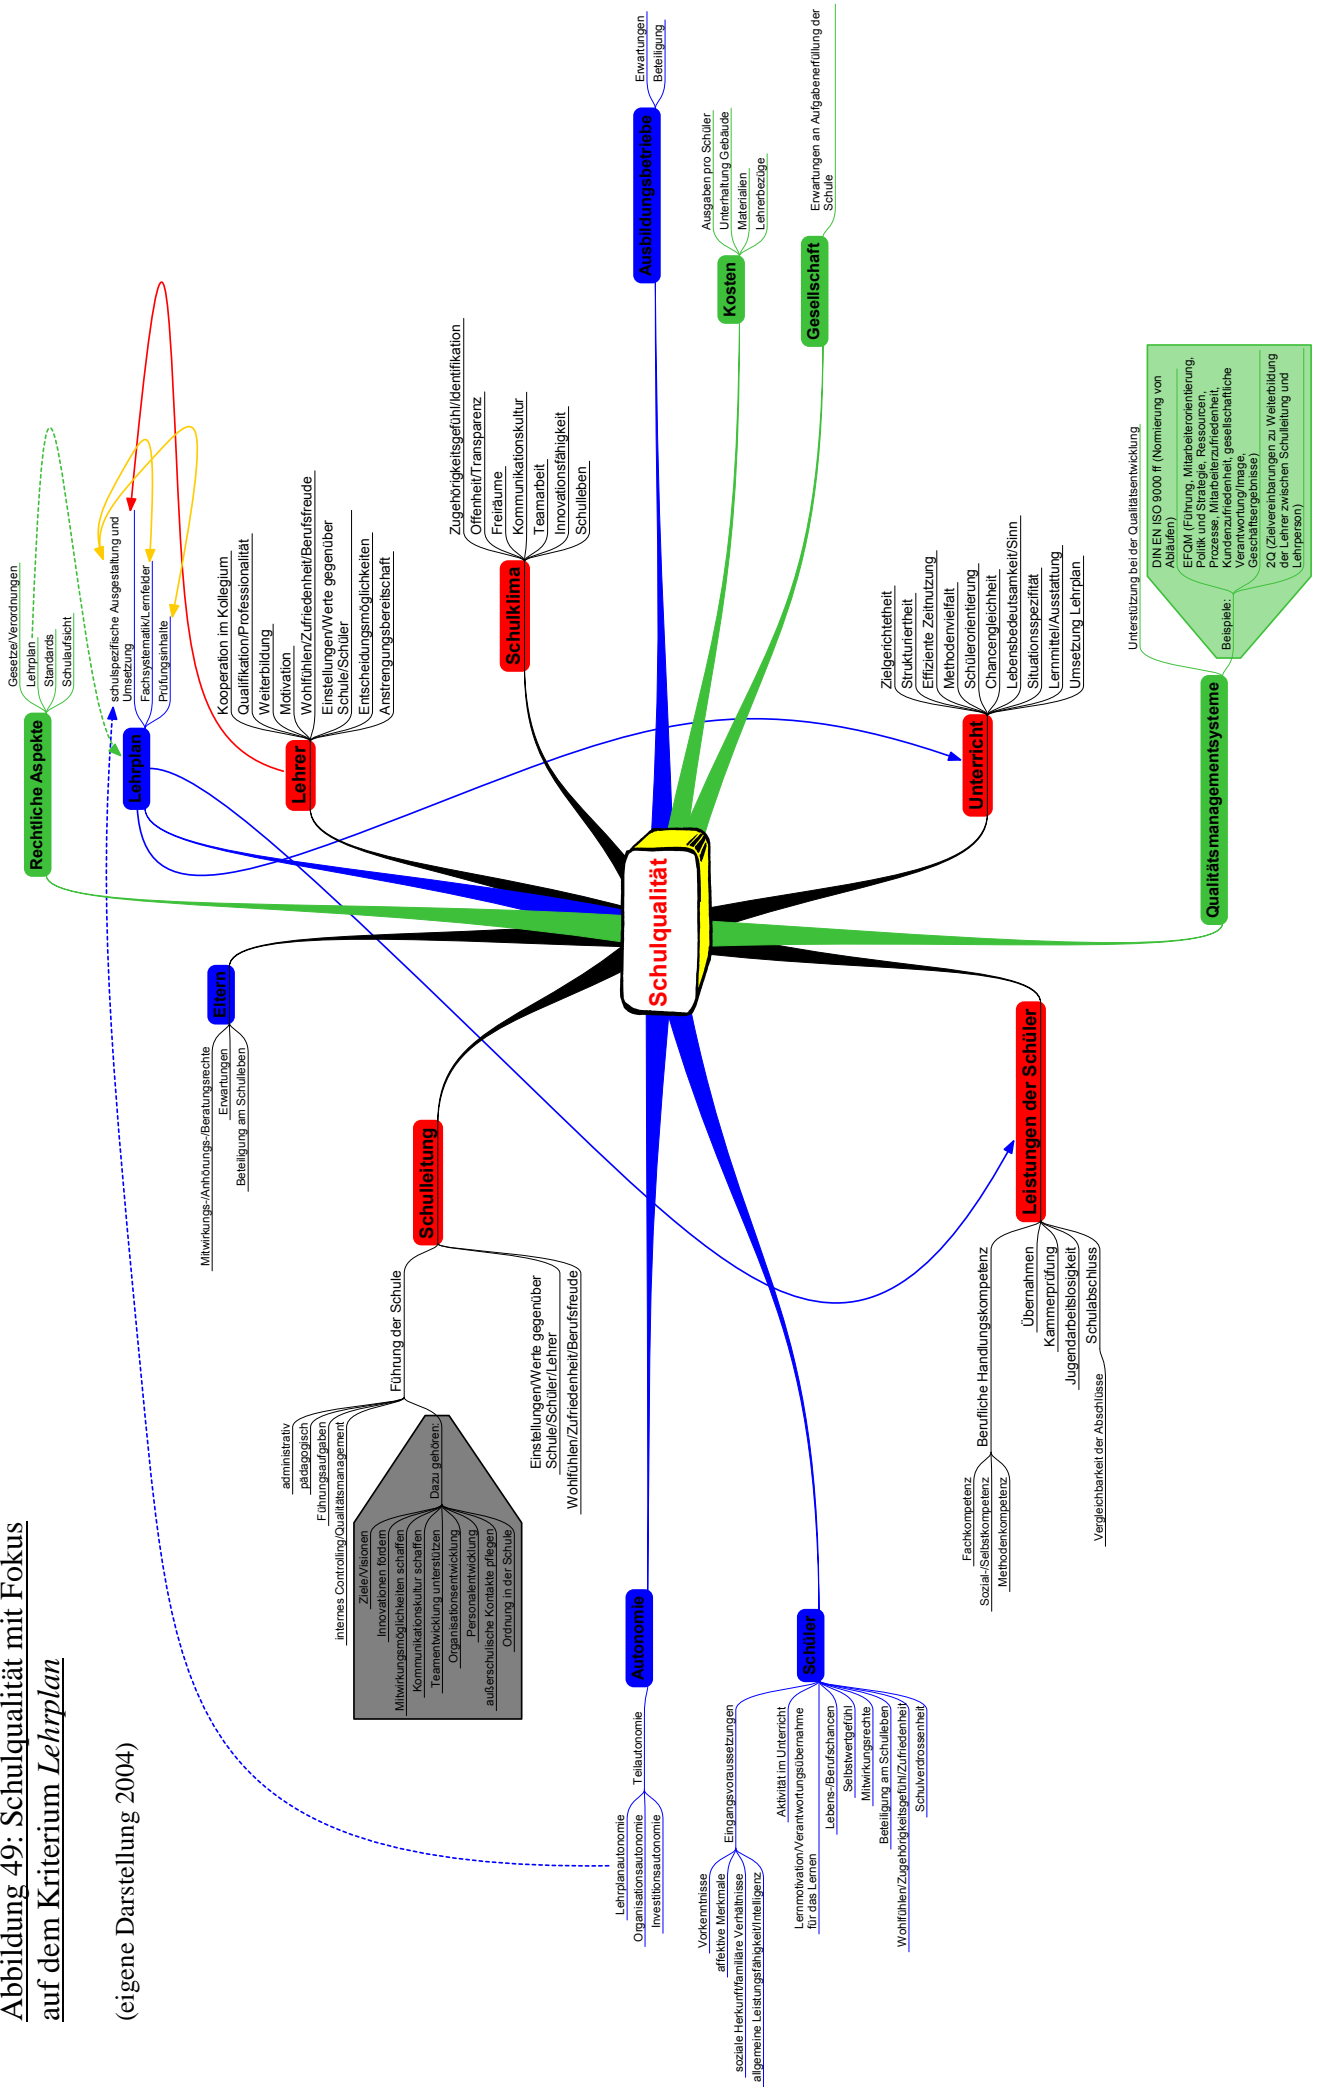 Abbildung 49: Schulqualität mit Fokus
auf dem Kriterium Lehrplan
(eigene Darstellung 2004)
Schulqualität
Rechtliche Aspekte
Gesetze/Verordnungen
Lehrplan
Standards
Schulaufsicht
Lehrplan
schulspezifische Ausgestaltung und
Umsetzung
Fachsystematik/Lernfelder
Prüfungsinhalte
Lehrer
Kooperation im Kollegium
Qualifikation/Professionalität
Weiterbildung
Motivation
Wohlfühlen/Zufriedenheit/Berufsfreude
Einstellungen/Werte gegenüber
Schule/Schüler
Entscheidungsmöglichkeiten
Anstrengungsbereitschaft
Schulklima
Zugehörigkeitsgefühl/Identifikation
Offenheit/Transparenz
Freiräume
Kommunikationskultur
Teamarbeit
Innovationsfähigkeit
Schulleben
Ausbildungsbetriebe
Erwartungen
Beteiligung
Kosten
Ausgaben pro Schüler
Unterhaltung Gebäude
Materialien
Lehrerbezüge
Gesellschaft
Erwartungen an Aufgabenerfüllung der
Schule
Unterricht
Zielgerichtetheit
Strukturiertheit
Effiziente Zeitnutzung
Methodenvielfalt
Schülerorientierung
Chancengleichheit
Lebensbedeutsamkeit/Sinn
Situationsspezifität
Lernmittel/Ausstattung
Umsetzung Lehrplan
Qualitätsmanagementsysteme
Unterstützung bei der Qualitätsentwicklung
Beispiele:
DIN EN ISO 9000 ff (Normierung von
Abläufen)
EFQM (Führung, Mitarbeiterorientierung,
Politik und Strategie, Ressourcen,
Prozesse, Mitarbeiterzufriedenheit,
Kundenzufriedenheit, gesellschaftliche
Verantwortung/Image,
Geschäftsergebnisse)
2Q (Zielvereinbarungen zu Weiterbildung
der Lehrer zwischen Schulleitung und
Lehrperson)
Eltern
Mitwirkungs-/Anhörungs-/Beratungsrechte
Erwartungen
Beteiligung am Schulleben
Schulleitung
Führung der Schule
administrativ
pädagogisch
Führungsaufgaben
internes Controlling/Qualitätsmanagement
Dazu gehören:
Ziele/Visionen
Innovationen fördern
Mitwirkungsmöglichkeiten schaffen
Kommunikationskultur schaffen
Teamentwicklung unterstützen
Organisationsentwicklung
Personalentwicklung
außerschulische Kontakte pflegen
Ordnung in der Schule
Einstellungen/Werte gegenüber
Schule/Schüler/Lehrer
Wohlfühlen/Zufriedenheit/Berufsfreude
Autonomie
Teilautonomie
Lehrplanautonomie
Organisationsautonomie
Investitionsautonomie
Schüler
Eingangsvoraussetzungen
Vorkenntnisse
affektive Merkmale
soziale Herkunft/familiäre Verhältnisse
allgemeine Leistungsfähigkeit/Intelligenz
Aktivität im Unterricht
Lernmotivation/Verantwortungsübernahme
für das Lernen
Lebens-/Berufschancen
Selbstwertgefühl
Mitwirkungsrechte
Beteiligung am Schulleben
Wohlfühlen/Zugehörigkeitsgefühl/Zufriedenheit
Schulverdrossenheit
Leistungen der Schüler
Berufliche Handlungskompetenz
Fachkompetenz
Sozial-/Selbstkompetenz
Methodenkompetenz
Übernahmen
Kammerprüfung
Jugendarbeitslosigkeit
Schulabschluss
Vergleichbarkeit der Abschlüsse